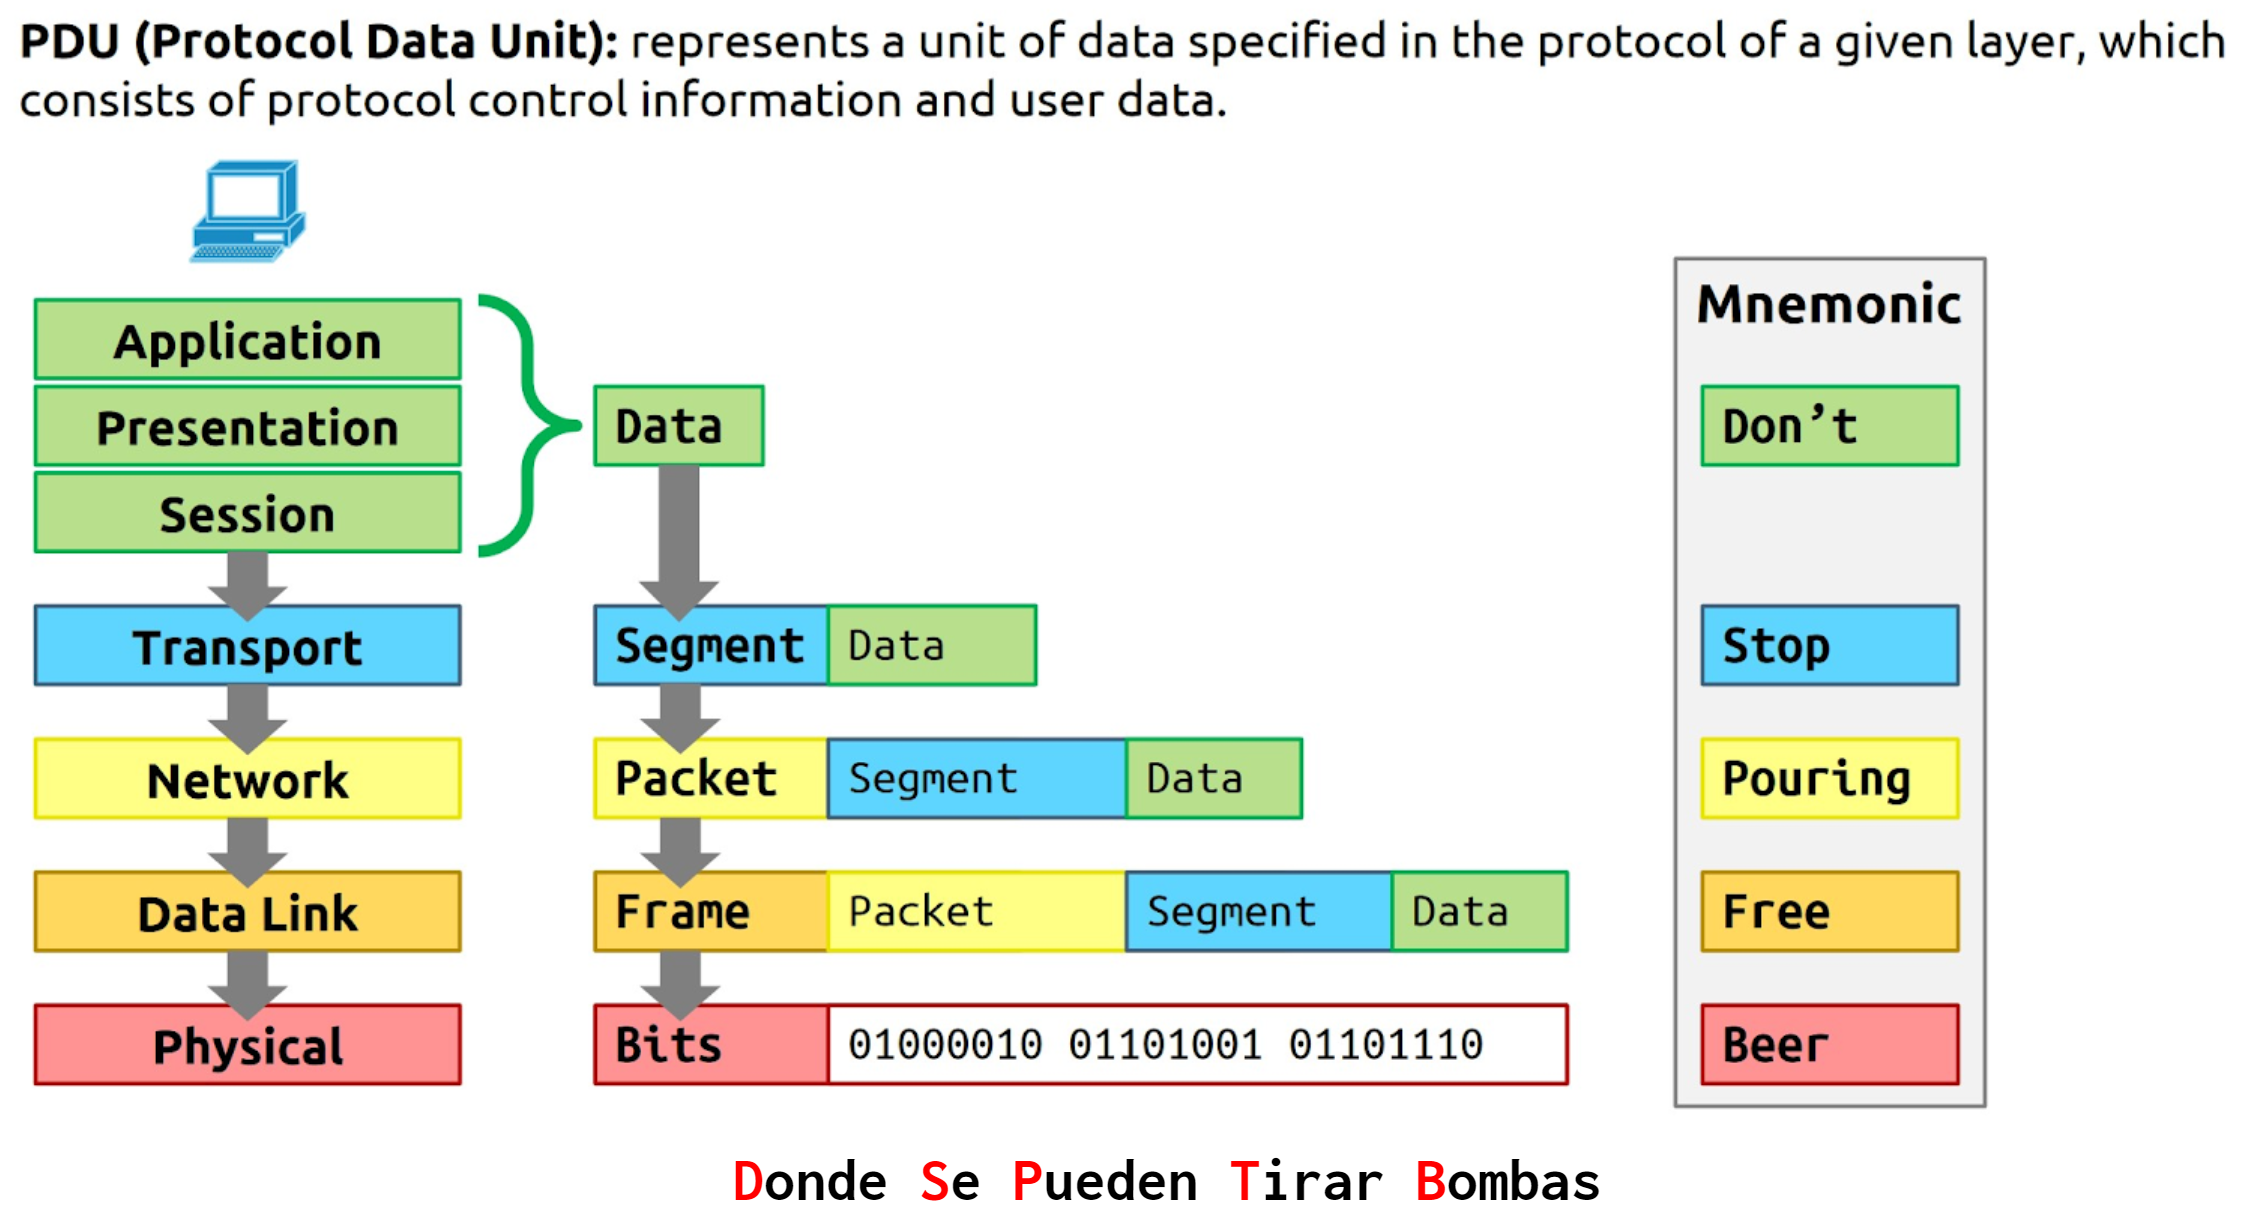 PDU (Protocol Data Unit): represents a unit of data specified in the protocol of a given layer, which
consists of protocol control information and user data.
Mnemonic
Application
Presentation
Data
Don’t
Session
Transport
Segment Data
Stop
Network
Packet Segment Data
Pouring
Data Link
Frame Packet Segment Data
Free
Physical
Bits 01000010 01101001 01101110
Beer
Donde Se Pueden Tirar Bombas